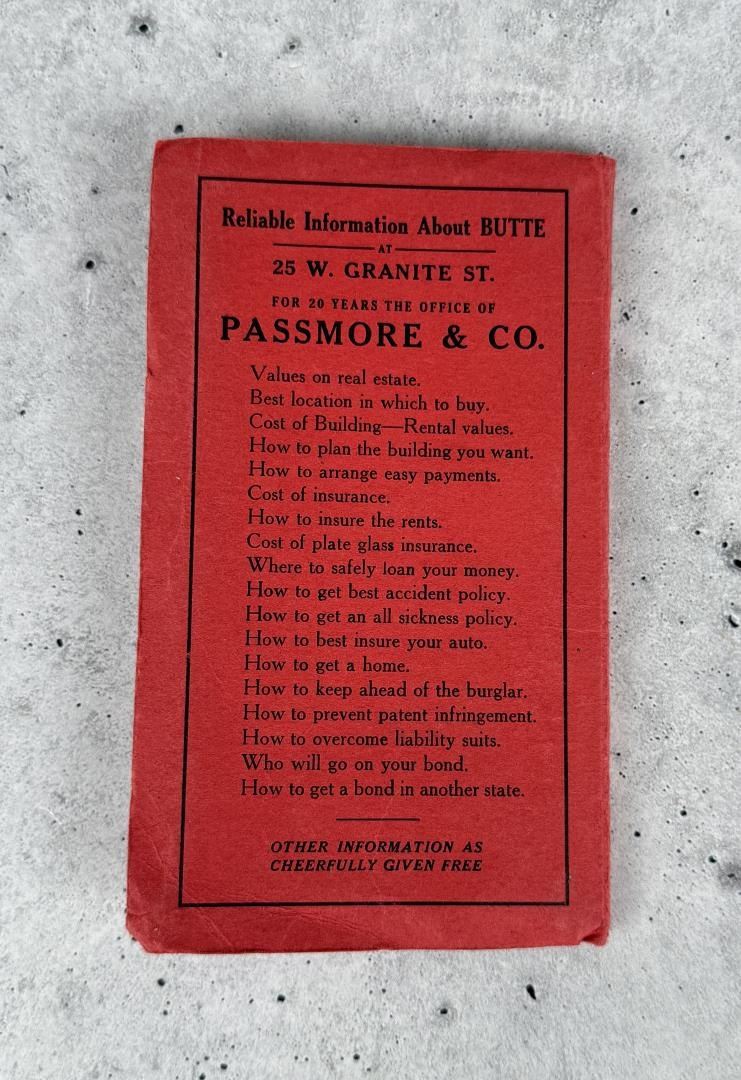 Reliable Information About BUTTE
AT
25 W. GRANITE ST.
FOR 20 YEARS THE OFFICE OF
PASSMORE & CO.
Values on real estate.
Best location in which to buy.
Cost of Building—Rental values.
How to plan the building you want.
How to arrange easy payments.
Cost of insurance.
How to insure the rents.
Cost of plate glass insurance.
Where to safely loan your money.
How to get best accident policy.
How to get an all sickness policy.
How to best insure your auto.
How to get a home.
How to keep ahead of the burglar.
How to prevent patent infringement.
How to overcome liability suits.
Who will go on your bond.
How to get a bond in another state.
OTHER INFORMATION AS
CHEERFULLY GIVEN FREE